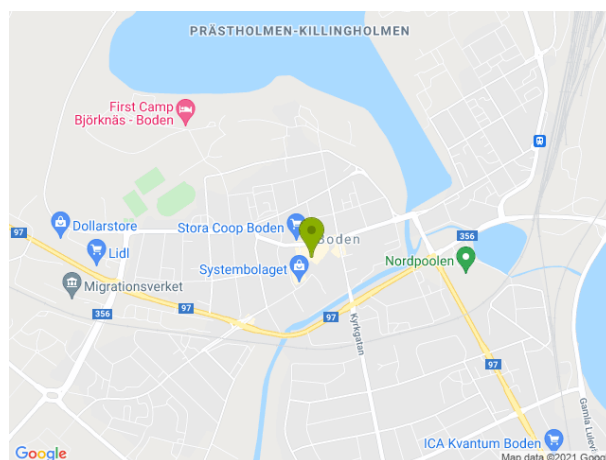 PRÄSTHOLMEN-KILLINGHOLMEN
First Camp
Björknäs - Boden
Dollarstore
Stora Coop Boden
97
Lidl
Boden
356
Systembolaget
Nordpoolen
Migrationsverket
97
356
97
Kyrkgatan
97
Gamla Lulev
ICA Kvantum Boden
Google
Map data ©2021 Goog